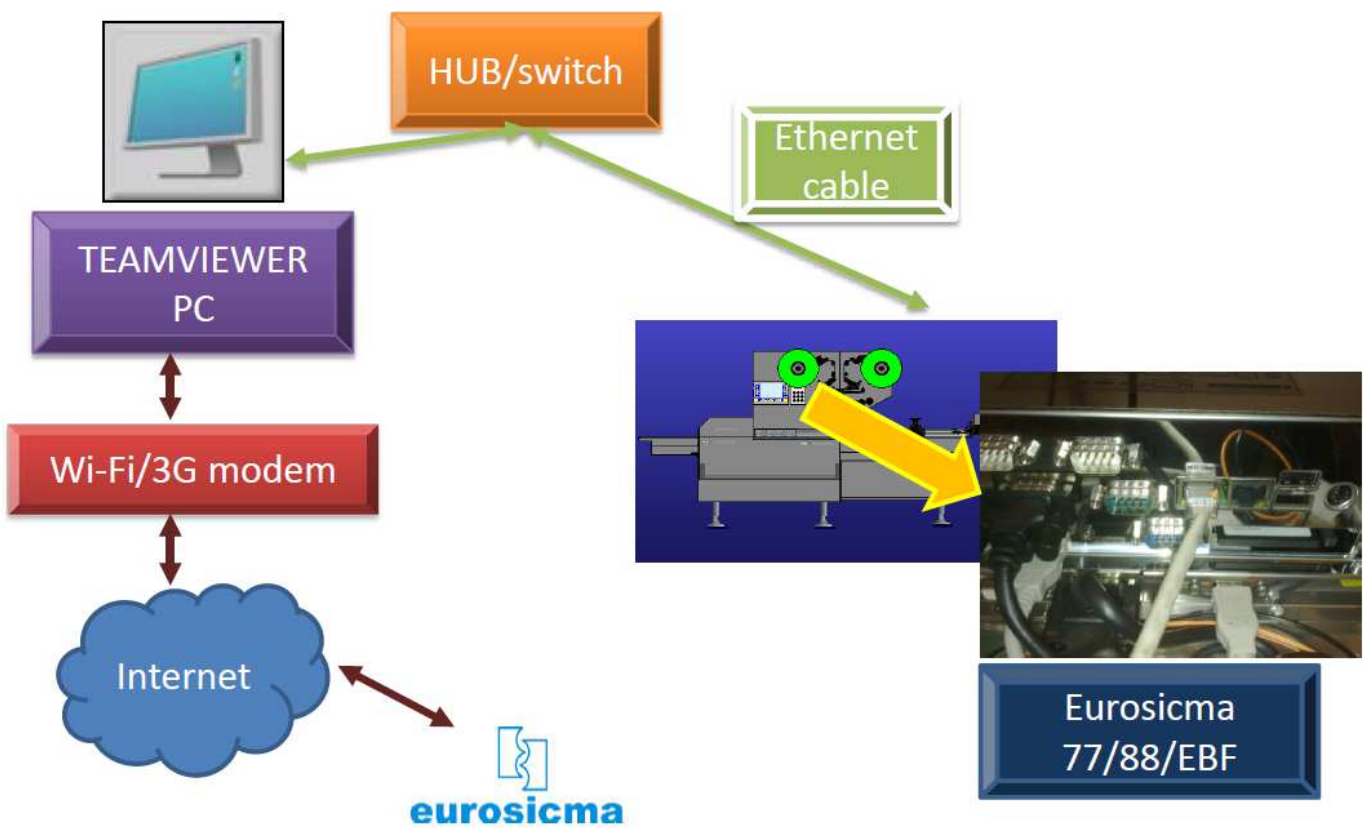 HUB/switch
Ethernet
cable
TEAMVIEWER
PC
Wi-Fi/3G modem
Internet
eurosicma
Eurosicma
77/88/EBF